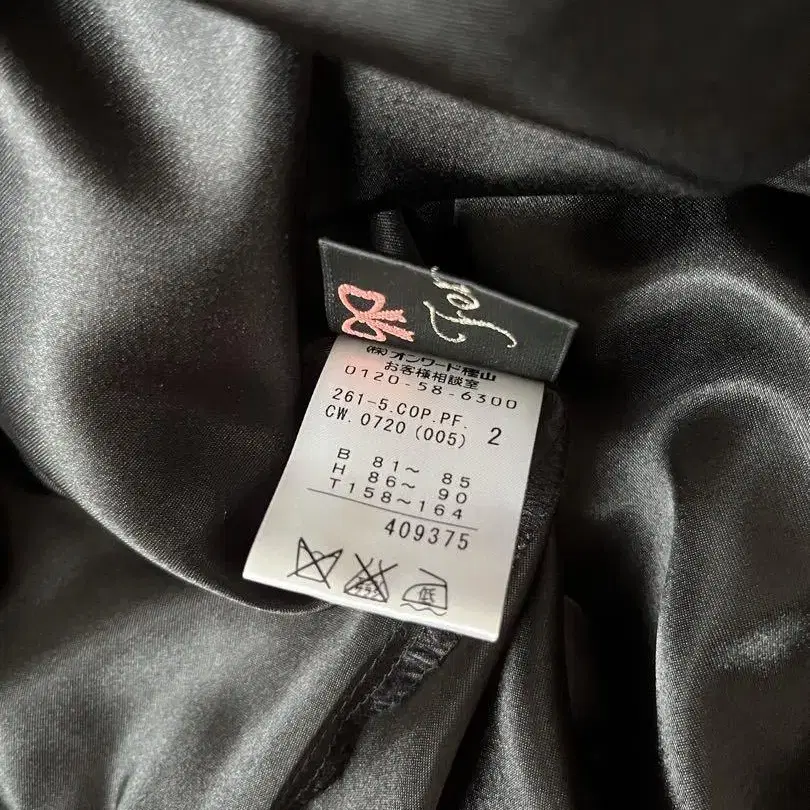 (株)オンワード樫山
お客様相談室
0120-58-6300
261-5.COP.PF.
CW.0720(005) 2
B 81～ 85
H 86～ 90
T158～164
409375
低